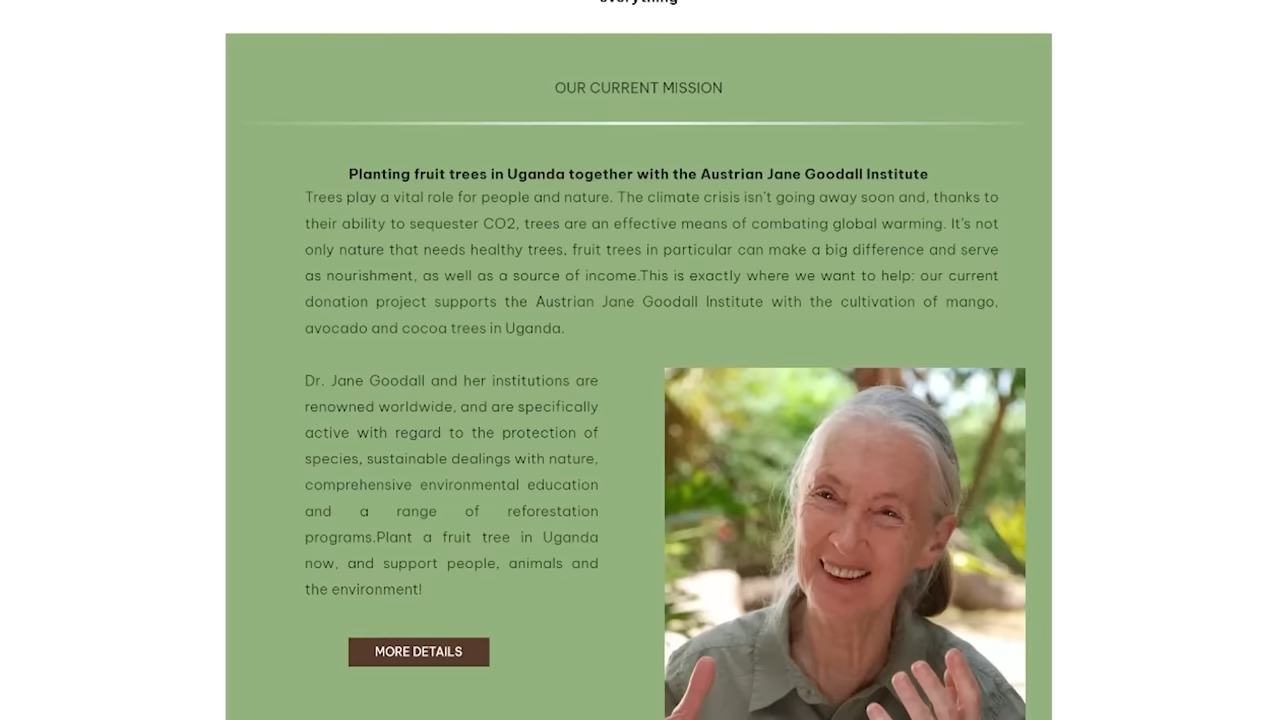 everything
OUR CURRENT MISSION
Planting fruit trees in Uganda together with the Austrian Jane Goodall Institute
Trees play a vital role for people and nature. The climate crisis isn't going away soon and, thanks to
their ability to sequester CO2, trees are an effective means of combating global warming. It's not
only nature that needs healthy trees, fruit trees in particular can make a big difference and serve
as nourishment, as well as a source of income.This is exactly where we want to help: our current
donation project supports the Austrian Jane Goodall Institute with the cultivation of mango,
avocado and cocoa trees in Uganda.
Dr. Jane Goodall and her institutions are
renowned worldwide, and are specifically
active with regard to the protection of
species, sustainable dealings with nature,
comprehensive environmental education
and a range of reforestation
programs.Plant a fruit tree in Uganda
now, and support people, animals and
the environment!
MORE DETAILS